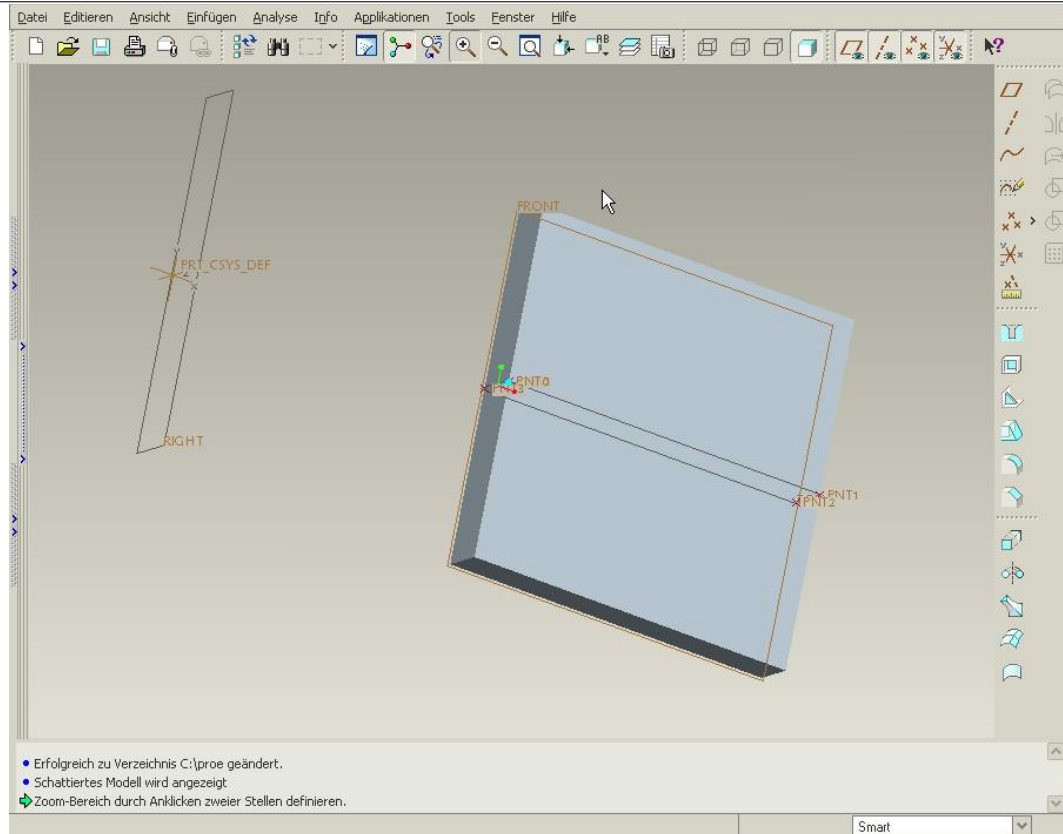 Datei Editieren Ansicht Einfügen Analyse Info Applikationen Tools Fenster Hilfe
FRONT
PRT_CSYS_DEF
PNT0
PNT3
RIGHT
PNT1
PNT2
Erfolgreich zu Verzeichnis C:\proe geändert.
Schattiertes Modell wird angezeigt
Zoom-Bereich durch Anklicken zweier Stellen definieren.
Smart